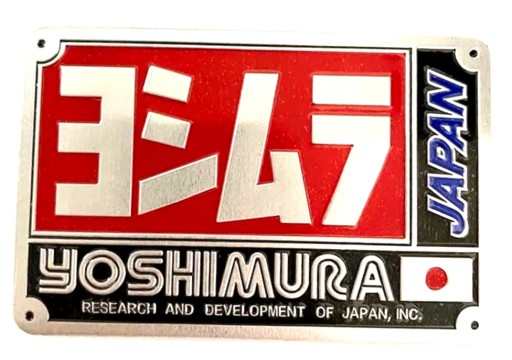 ヨシムラ
JAPAN
YOSHIMURA
RESEARCH AND DEVELOPMENT OF JAPAN, INC.